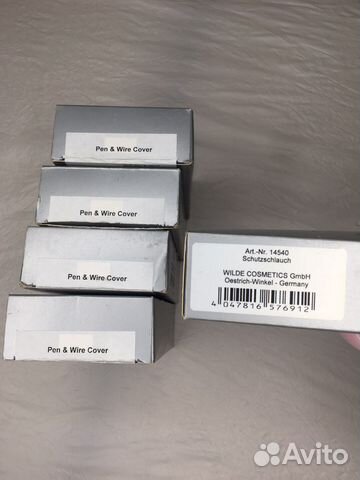 Pen & Wire Cover
Pen & Wire Cover
Pen & Wire Cover
Pen & Wire Cover
Art.-Nr. 14540
Schutzschlauch
WILDE COSMETICS GmbH
Oestrich-Winkel - Germany
4 047816 576912
Avito